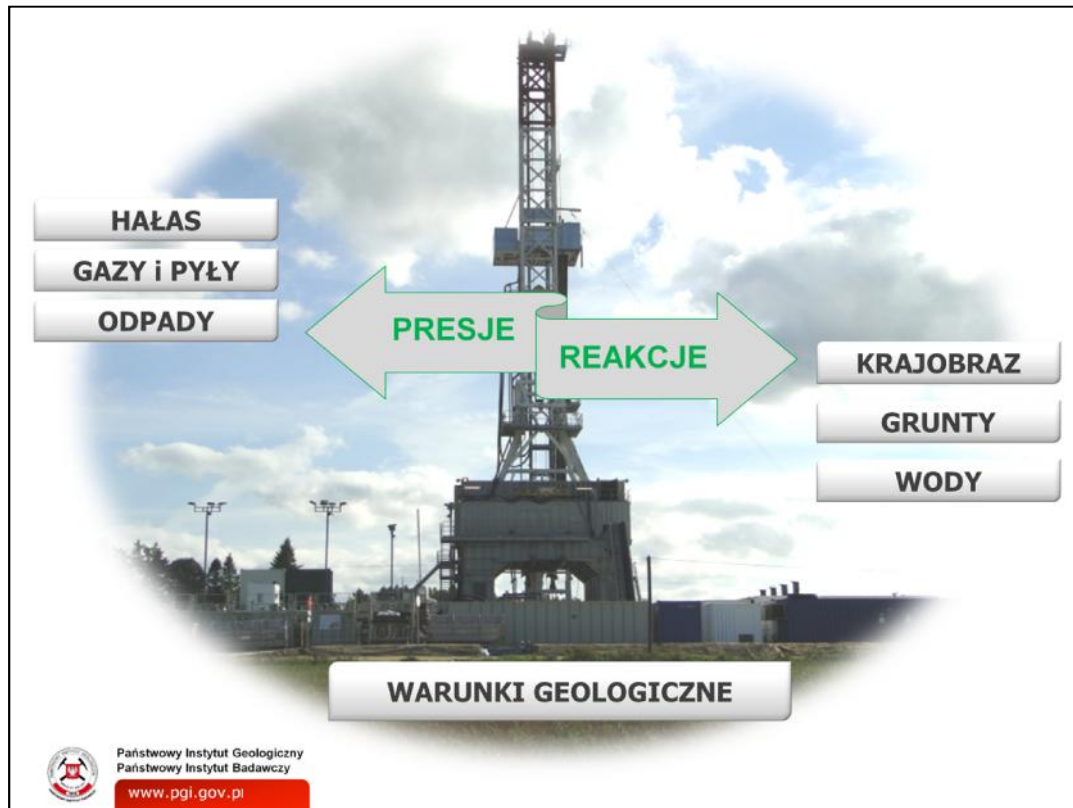 HAŁAS
GAZY i PYŁY
ODPADY
PRESJE
REAKCJE
KRAJOBRAZ
GRUNTY
WODY
WARUNKI GEOLOGICZNE
Państwowy Instytut Geologiczny
Państwowy Instytut Badawczy
www.pgi.gov.pl